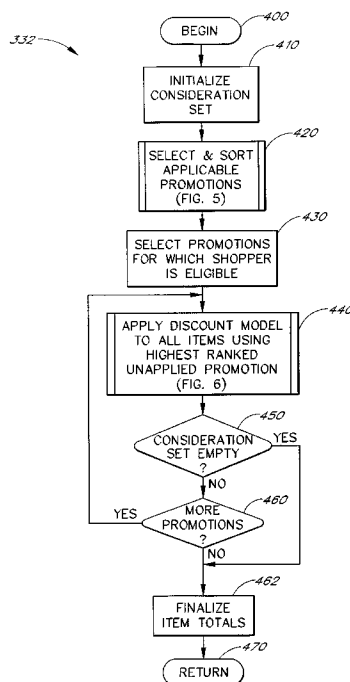 400
BEGIN
332
410
INITIALIZE
CONSIDERATION
SET
420
SELECT & SORT
APPLICABLE
PROMOTIONS
(FIG. 5)
430
SELECT PROMOTIONS
FOR WHICH SHOPPER
IS ELIGIBLE
440
APPLY DISCOUNT MODEL
TO ALL ITEMS USING
HIGHEST RANKED
UNAPPLIED PROMOTION
(FIG. 6)
450
CONSIDERATION
SET EMPTY
?
YES
NO
460
YES
MORE
PROMOTIONS
?
NO
462
FINALIZE
ITEM TOTALS
470
RETURN